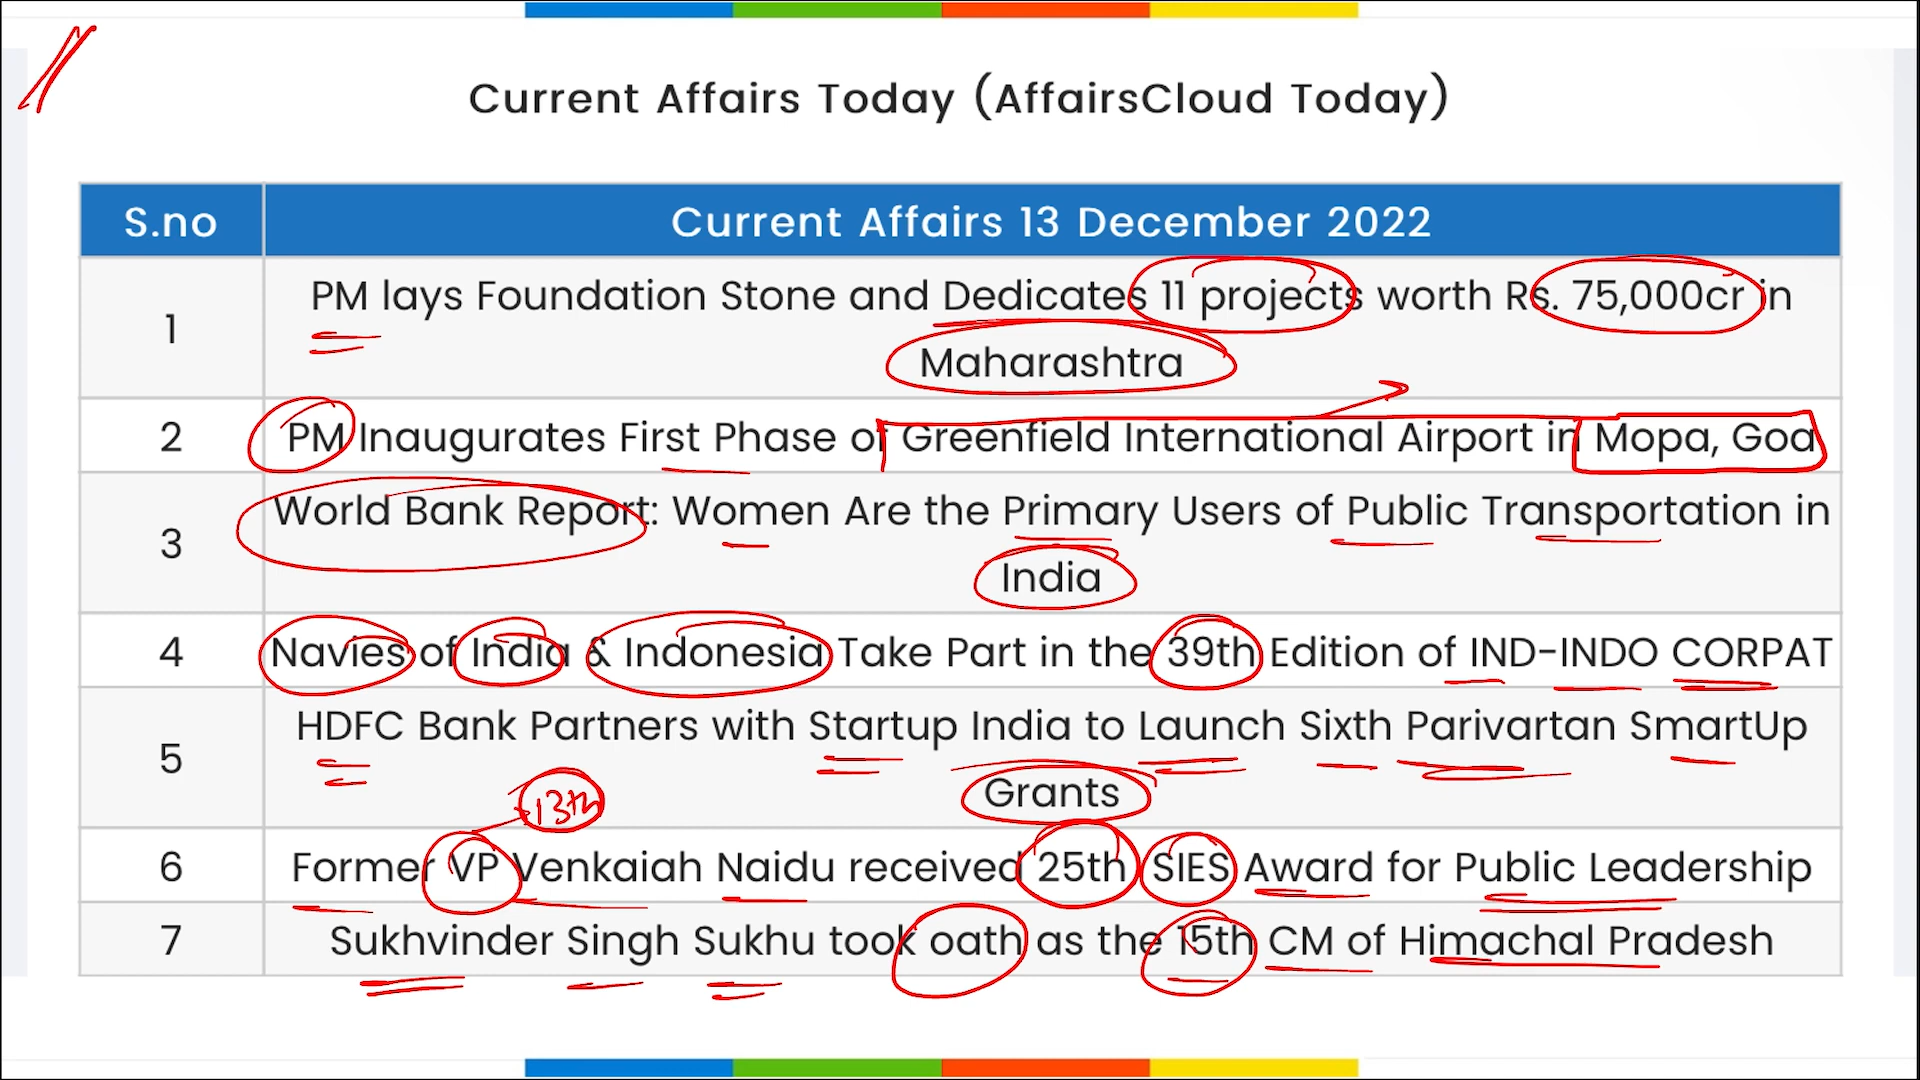 Current Affairs Today (AffairsCloud Today)
S.no Current Affairs 13 December 2022
1 PM lays Foundation Stone and Dedicates 11 projects worth Rs. 75,000cr in
Maharashtra
2 PM Inaugurates First Phase of Greenfield International Airport in Mopa, Goa
3 World Bank Report: Women Are the Primary Users of Public Transportation in
India
4 Navies of India & Indonesia Take Part in the 39th Edition of IND-INDO CORPAT
5 HDFC Bank Partners with Startup India to Launch Sixth Parivartan SmartUp
Grants
13th
6 Former VP Venkaiah Naidu received 25th SIES Award for Public Leadership
7 Sukhvinder Singh Sukhu took oath as the 15th CM of Himachal Pradesh